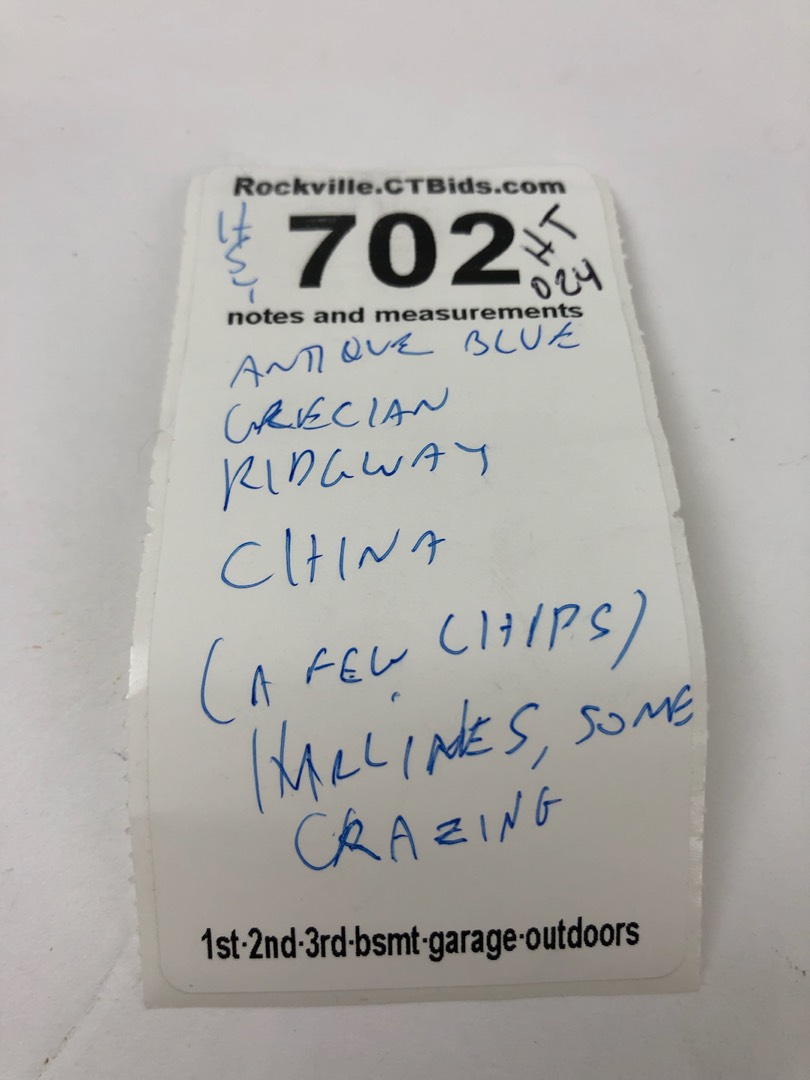 Rockville.CTBids.com
702
HT
024
notes and measurements
ANTIQUE BLUE
GRECIAN
RIDGWAY
CHINA
(A FEW CHIPS)
HARLINES, SOME
CRAZING
1st·2nd·3rd·bsmt·garage·outdoors